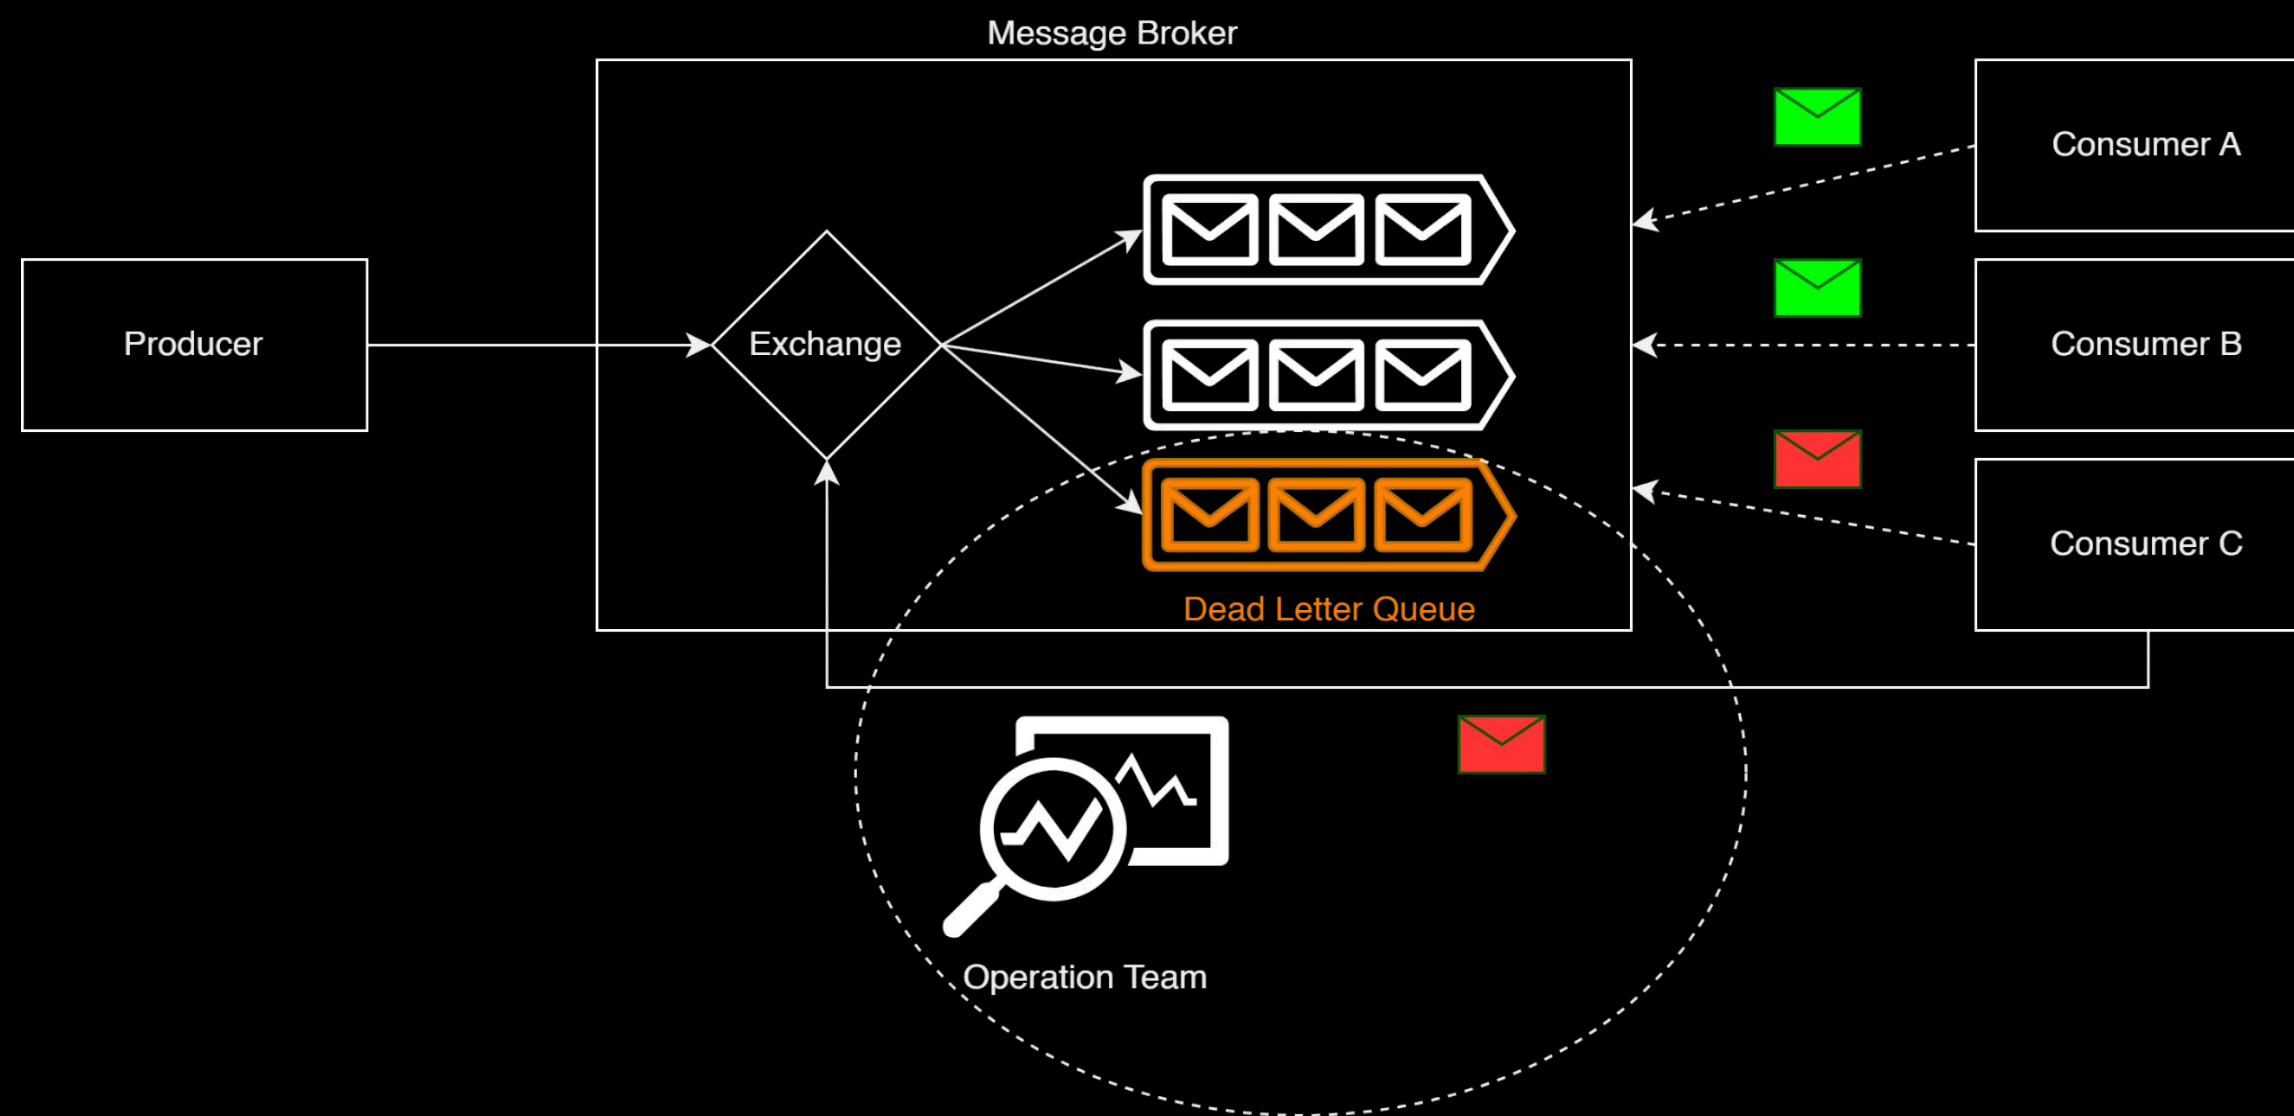 Message Broker
Producer
Exchange
Consumer A
Consumer B
Consumer C
Dead Letter Queue
Operation Team